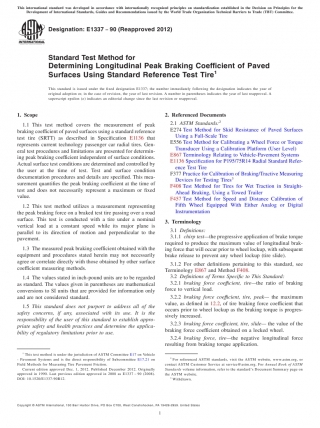 This international standard was developed in accordance with internationally recognized principles on standardization established in the Decision on Principles for the
Development of International Standards, Guides and Recommendations issued by the World Trade Organization Technical Barriers to Trade (TBT) Committee.
Designation: E1337 − 90 (Reapproved 2012)
Standard Test Method for
Determining Longitudinal Peak Braking Coefficient of Paved
Surfaces Using Standard Reference Test Tire1
This standard is issued under the fixed designation E1337; the number immediately following the designation indicates the year of
original adoption or, in the case of revision, the year of last revision. A number in parentheses indicates the year of last reapproval. A
superscript epsilon (ε) indicates an editorial change since the last revision or reapproval.
1. Scope
1.1 This test method covers the measurement of peak
braking coefficient of paved surfaces using a standard reference
test tire (SRTT) as described in Specification E1136 that
represents current technology passenger car radial tires. Gen-
eral test procedures and limitations are presented for determin-
ing peak braking coefficient independent of surface conditions.
Actual surface test conditions are determined and controlled by
the user at the time of test. Test and surface condition
documentation procedures and details are specified. This mea-
surement quantifies the peak braking coefficient at the time of
test and does not necessarily represent a maximum or fixed
value.
1.2 This test method utilizes a measurement representing
the peak braking force on a braked test tire passing over a road
surface. This test is conducted with a tire under a nominal
vertical load at a constant speed while its major plane is
parallel to its direction of motion and perpendicular to the
pavement.
1.3 The measured peak braking coefficient obtained with the
equipment and procedures stated herein may not necessarily
agree or correlate directly with those obtained by other surface
coefficient measuring methods.
1.4 The values stated in inch-pound units are to be regarded
as standard. The values given in parentheses are mathematical
conversions to SI units that are provided for information only
and are not considered standard.
1.5 This standard does not purport to address all of the
safety concerns, if any, associated with its use. It is the
responsibility of the user of this standard to establish appro-
priate safety and health practices and determine the applica-
bility of regulatory limitations prior to use.
1 This test method is under the jurisdiction of ASTM Committee E17 on Vehicle
- Pavement Systems and is the direct responsibility of Subcommittee E17.21 on
Field Methods for Measuring Tire Pavement Friction.
Current edition approved Dec. 1, 2012. Published December 2012. Originally
approved in 1990. Last previous edition approved in 2008 as E1337 – 90 (2008).
DOI: 10.1520/E1337-90R12.
2. Referenced Documents
2.1 ASTM Standards:2
E274 Test Method for Skid Resistance of Paved Surfaces
Using a Full-Scale Tire
E556 Test Method for Calibrating a Wheel Force or Torque
Transducer Using a Calibration Platform (User Level)
E867 Terminology Relating to Vehicle-Pavement Systems
E1136 Specification for P195/75R14 Radial Standard Refer-
ence Test Tire
F377 Practice for Calibration of Braking/Tractive Measuring
Devices for Testing Tires
F408 Test Method for Tires for Wet Traction in Straight-
Ahead Braking, Using a Towed Trailer
F457 Test Method for Speed and Distance Calibration of
Fifth Wheel Equipped With Either Analog or Digital
Instrumentation
3. Terminology
3.1 Definitions:
3.1.1 chirp test—the progressive application of brake torque
required to produce the maximum value of longitudinal brak-
ing force that will occur prior to wheel lockup, with subsequent
brake release to prevent any wheel lockup (tire slide).
3.1.2 For other definitions pertaining to this standard, see
Terminology E867 and Method F408.
3.2 Definitions of Terms Specific to This Standard:
3.2.1 braking force coefficient, tire—the ratio of braking
force to vertical load.
3.2.2 braking force coefficient, tire, peak— the maximum
value, as defined in 12.2, of tire braking force coefficient that
occurs prior to wheel lockup as the braking torque is progres-
sively increased.
3.2.3 braking force coefficient, tire, slide—the value of the
braking force coefficient obtained on a locked wheel.
3.2.4 braking force, tire—the negative longitudinal force
resulting from braking torque application.
2 For referenced ASTM standards, visit the ASTM website, www.astm.org, or
contact ASTM Customer Service at service@astm.org. For Annual Book of ASTM
Standards volume information, refer to the standard's Document Summary page on
the ASTM website.
Withdrawn.
Copyright © ASTM International, 100 Barr Harbor Drive, PO Box C700, West Conshohocken, PA 19428-2959. United States
1